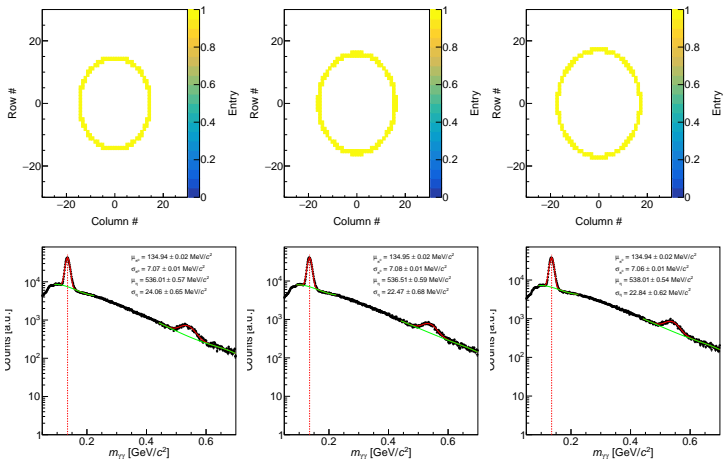 30
20
0
−20
−20
0
20
Row #
Column #
1
0.8
0.6
0.4
0.2
0
Entry
20
0
−20
−20
0
20
Row #
Column #
1
0.8
0.6
0.4
0.2
0
Entry
20
0
−20
−20
0
20
Row #
Column #
1
0.8
0.6
0.4
0.2
0
Entry
μπ⁰ = 134.94 ± 0.02 MeV/c²
σπ⁰ = 7.07 ± 0.01 MeV/c²
μη = 536.01 ± 0.57 MeV/c²
ση = 24.06 ± 0.65 MeV/c²
10⁴
10³
10²
10
1
Counts [a.u.]
0.2
0.4
0.6
mγγ [GeV/c²]
μπ⁰ = 134.95 ± 0.02 MeV/c²
σπ⁰ = 7.08 ± 0.01 MeV/c²
μη = 536.51 ± 0.59 MeV/c²
ση = 22.47 ± 0.68 MeV/c²
10⁴
10³
10²
10
1
Counts [a.u.]
0.2
0.4
0.6
mγγ [GeV/c²]
μπ⁰ = 134.94 ± 0.02 MeV/c²
σπ⁰ = 7.06 ± 0.01 MeV/c²
μη = 538.01 ± 0.54 MeV/c²
ση = 22.84 ± 0.62 MeV/c²
10⁴
10³
10²
10
1
Counts [a.u.]
0.2
0.4
0.6
mγγ [GeV/c²]